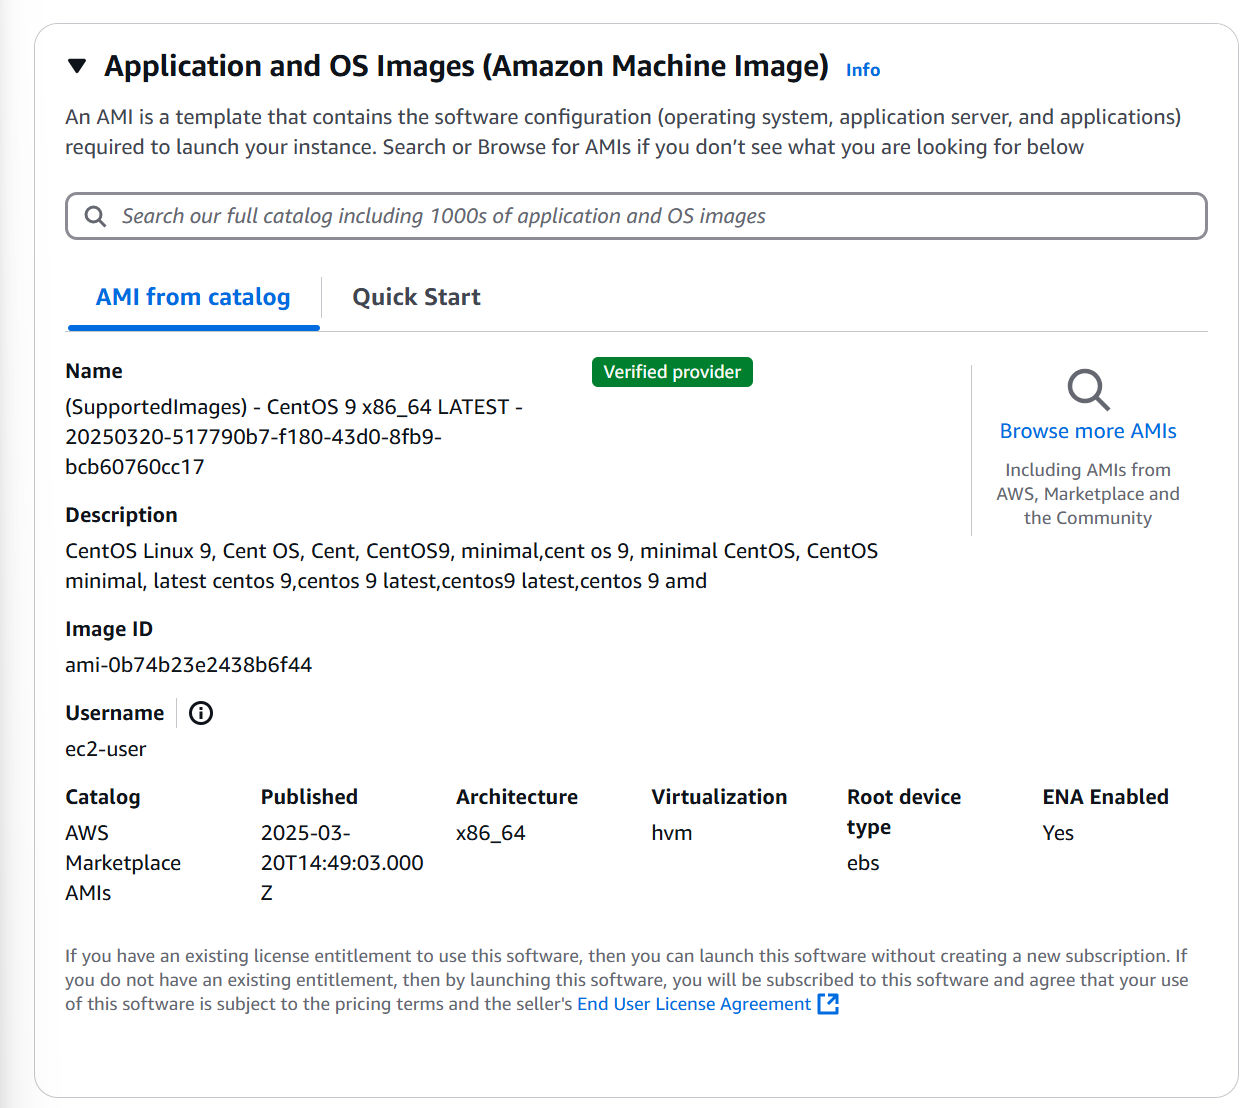 Application and OS Images (Amazon Machine Image) Info
An AMI is a template that contains the software configuration (operating system, application server, and applications)
required to launch your instance. Search or Browse for AMIs if you don’t see what you are looking for below
Search our full catalog including 1000s of application and OS images
AMI from catalog
Quick Start
Name
Verified provider
(SupportedImages) - CentOS 9 x86_64 LATEST -
20250320-517790b7-f180-43d0-8fb9-
bcb60760cc17
Browse more AMIs
Including AMIs from
AWS, Marketplace and
the Community
Description
CentOS Linux 9, Cent OS, Cent, CentOS9, minimal,cent os 9, minimal CentOS, CentOS
minimal, latest centos 9,centos 9 latest,centos9 latest,centos 9 amd
Image ID
ami-0b74b23e2438b6f44
Username
ec2-user
Catalog
AWS
Marketplace
AMIs
Published
2025-03-
20T14:49:03.000
Z
Architecture
x86_64
Virtualization
hvm
Root device
type
ebs
ENA Enabled
Yes
If you have an existing license entitlement to use this software, then you can launch this software without creating a new subscription. If
you do not have an existing entitlement, then by launching this software, you will be subscribed to this software and agree that your use
of this software is subject to the pricing terms and the seller's End User License Agreement